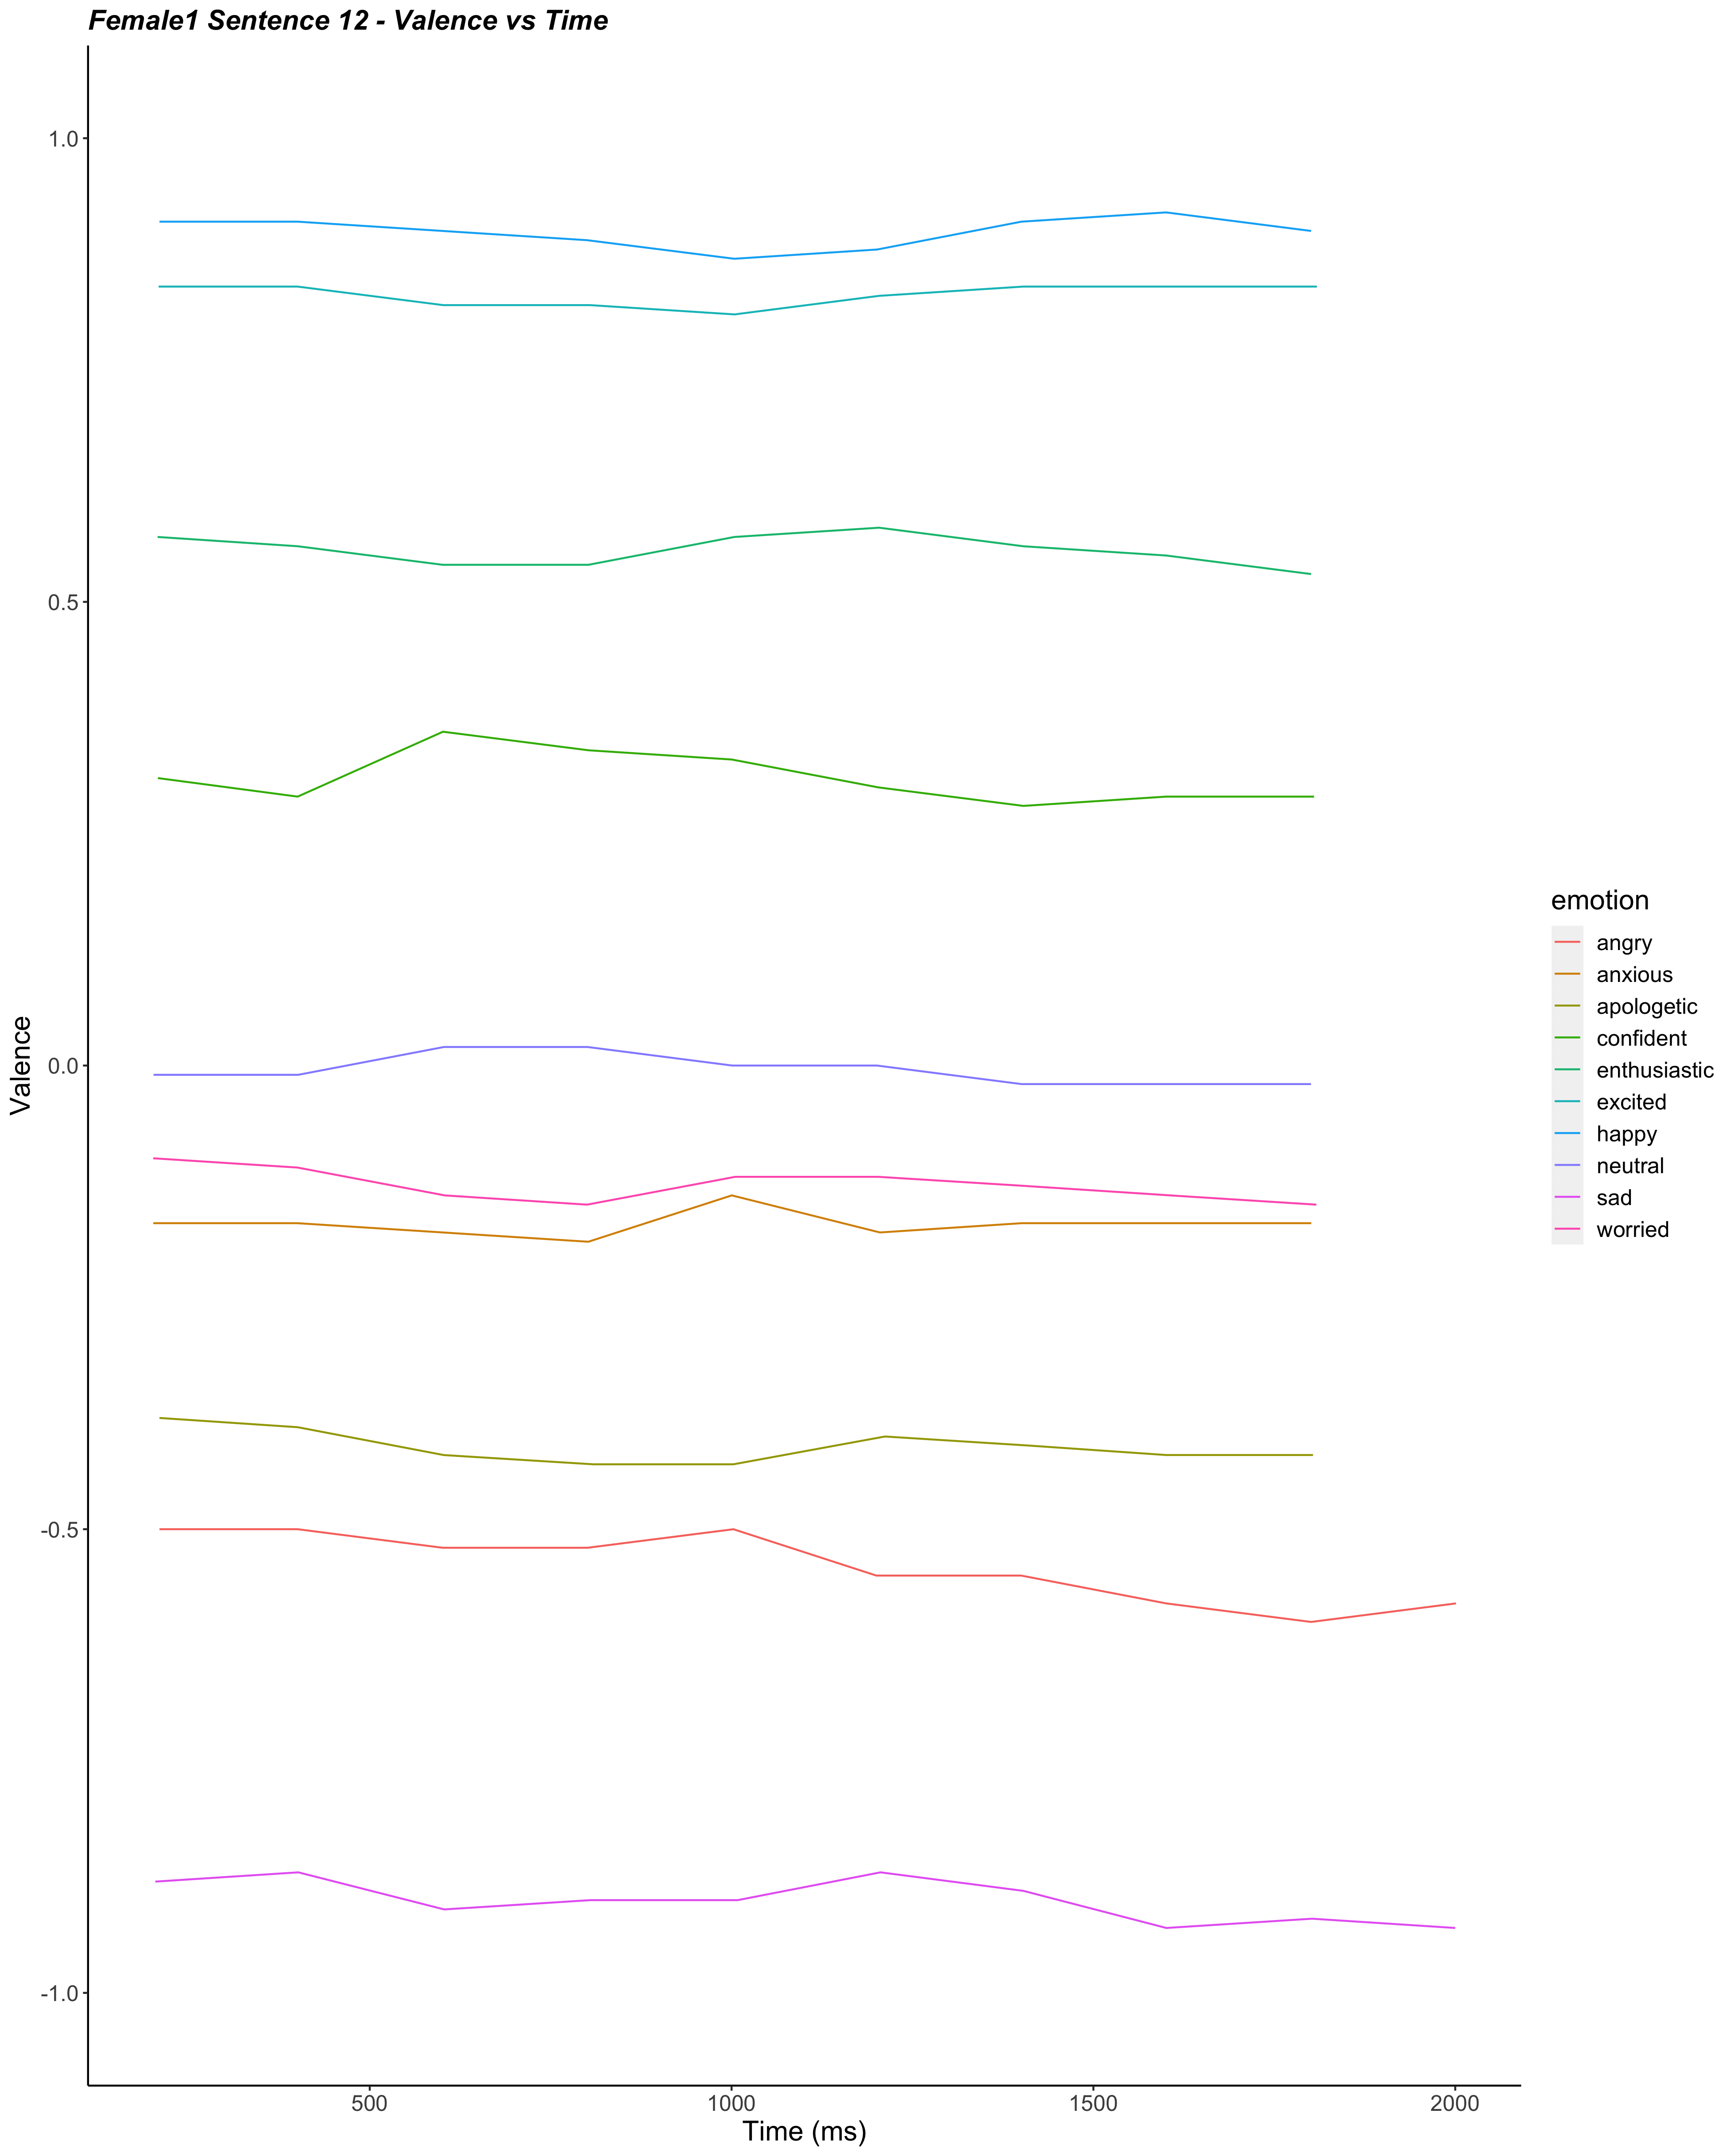 Female1 Sentence 12 - Valence vs Time
1.0
0.5
0.0
-0.5
-1.0
Valence
500 1000 1500 2000
Time (ms)
emotion
angry
anxious
apologetic
confident
enthusiastic
excited
happy
neutral
sad
worried